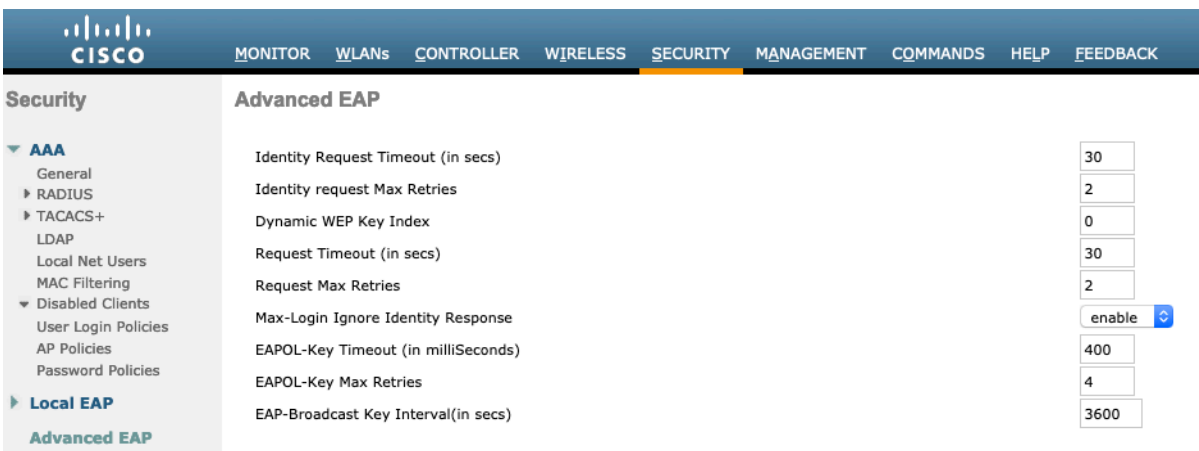 CISCO
MONITOR WLANs CONTROLLER WIRELESS SECURITY MANAGEMENT COMMANDS HELP FEEDBACK
Security
AAA
General
RADIUS
TACACS+
LDAP
Local Net Users
MAC Filtering
Disabled Clients
User Login Policies
AP Policies
Password Policies
Local EAP
Advanced EAP
Advanced EAP
Identity Request Timeout (in secs) 30
Identity request Max Retries 2
Dynamic WEP Key Index 0
Request Timeout (in secs) 30
Request Max Retries 2
Max-Login Ignore Identity Response enable
EAPOL-Key Timeout (in milliSeconds) 400
EAPOL-Key Max Retries 4
EAP-Broadcast Key Interval(in secs) 3600